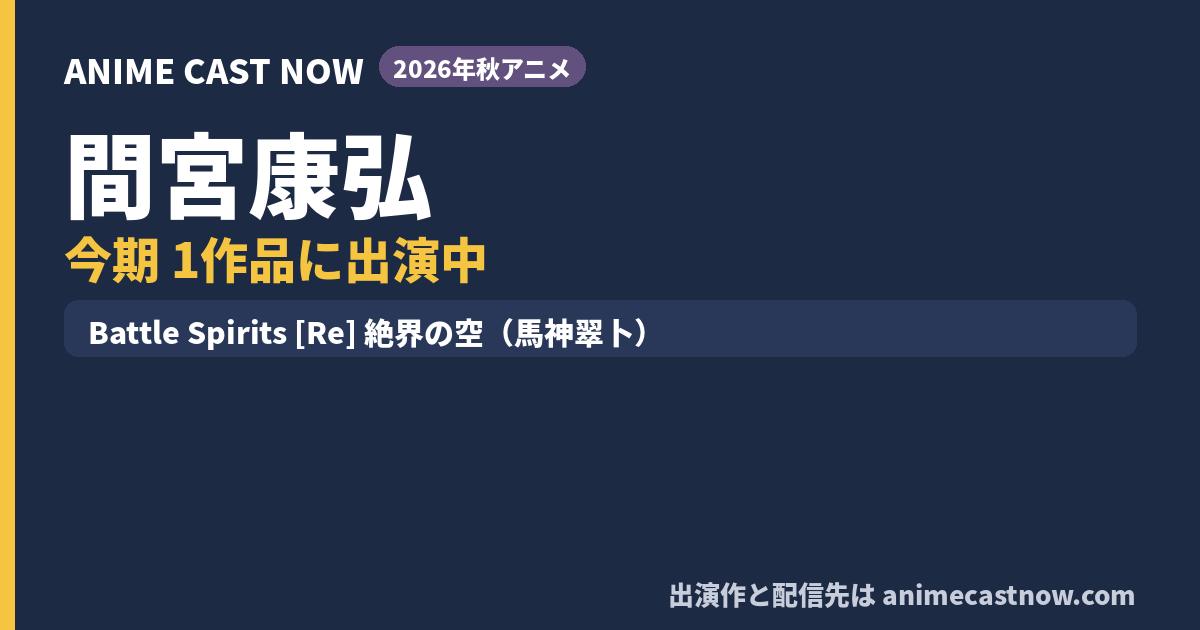 ANIME CAST NOW 2026年秋アニメ
間宮康弘
今期 1作品に出演中
Battle Spirits [Re] 絶界の空（馬神翠卜）
出演作と配信先は animecastnow.com